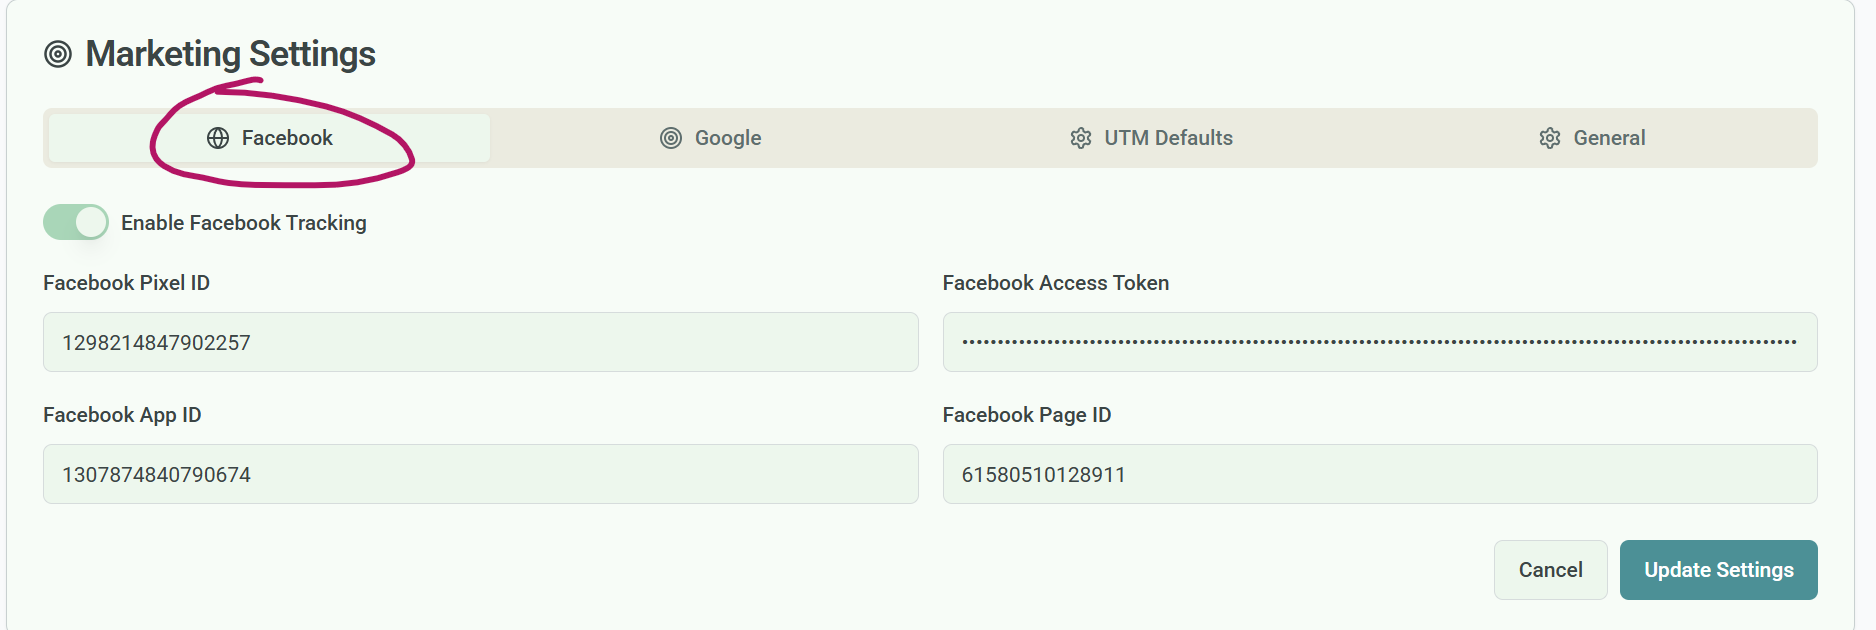 Marketing Settings
Facebook
Google
UTM Defaults
General
Enable Facebook Tracking
Facebook Pixel ID
Facebook Access Token
1298214847902257
Facebook App ID
Facebook Page ID
1307874840790674
61580510128911
Cancel
Update Settings